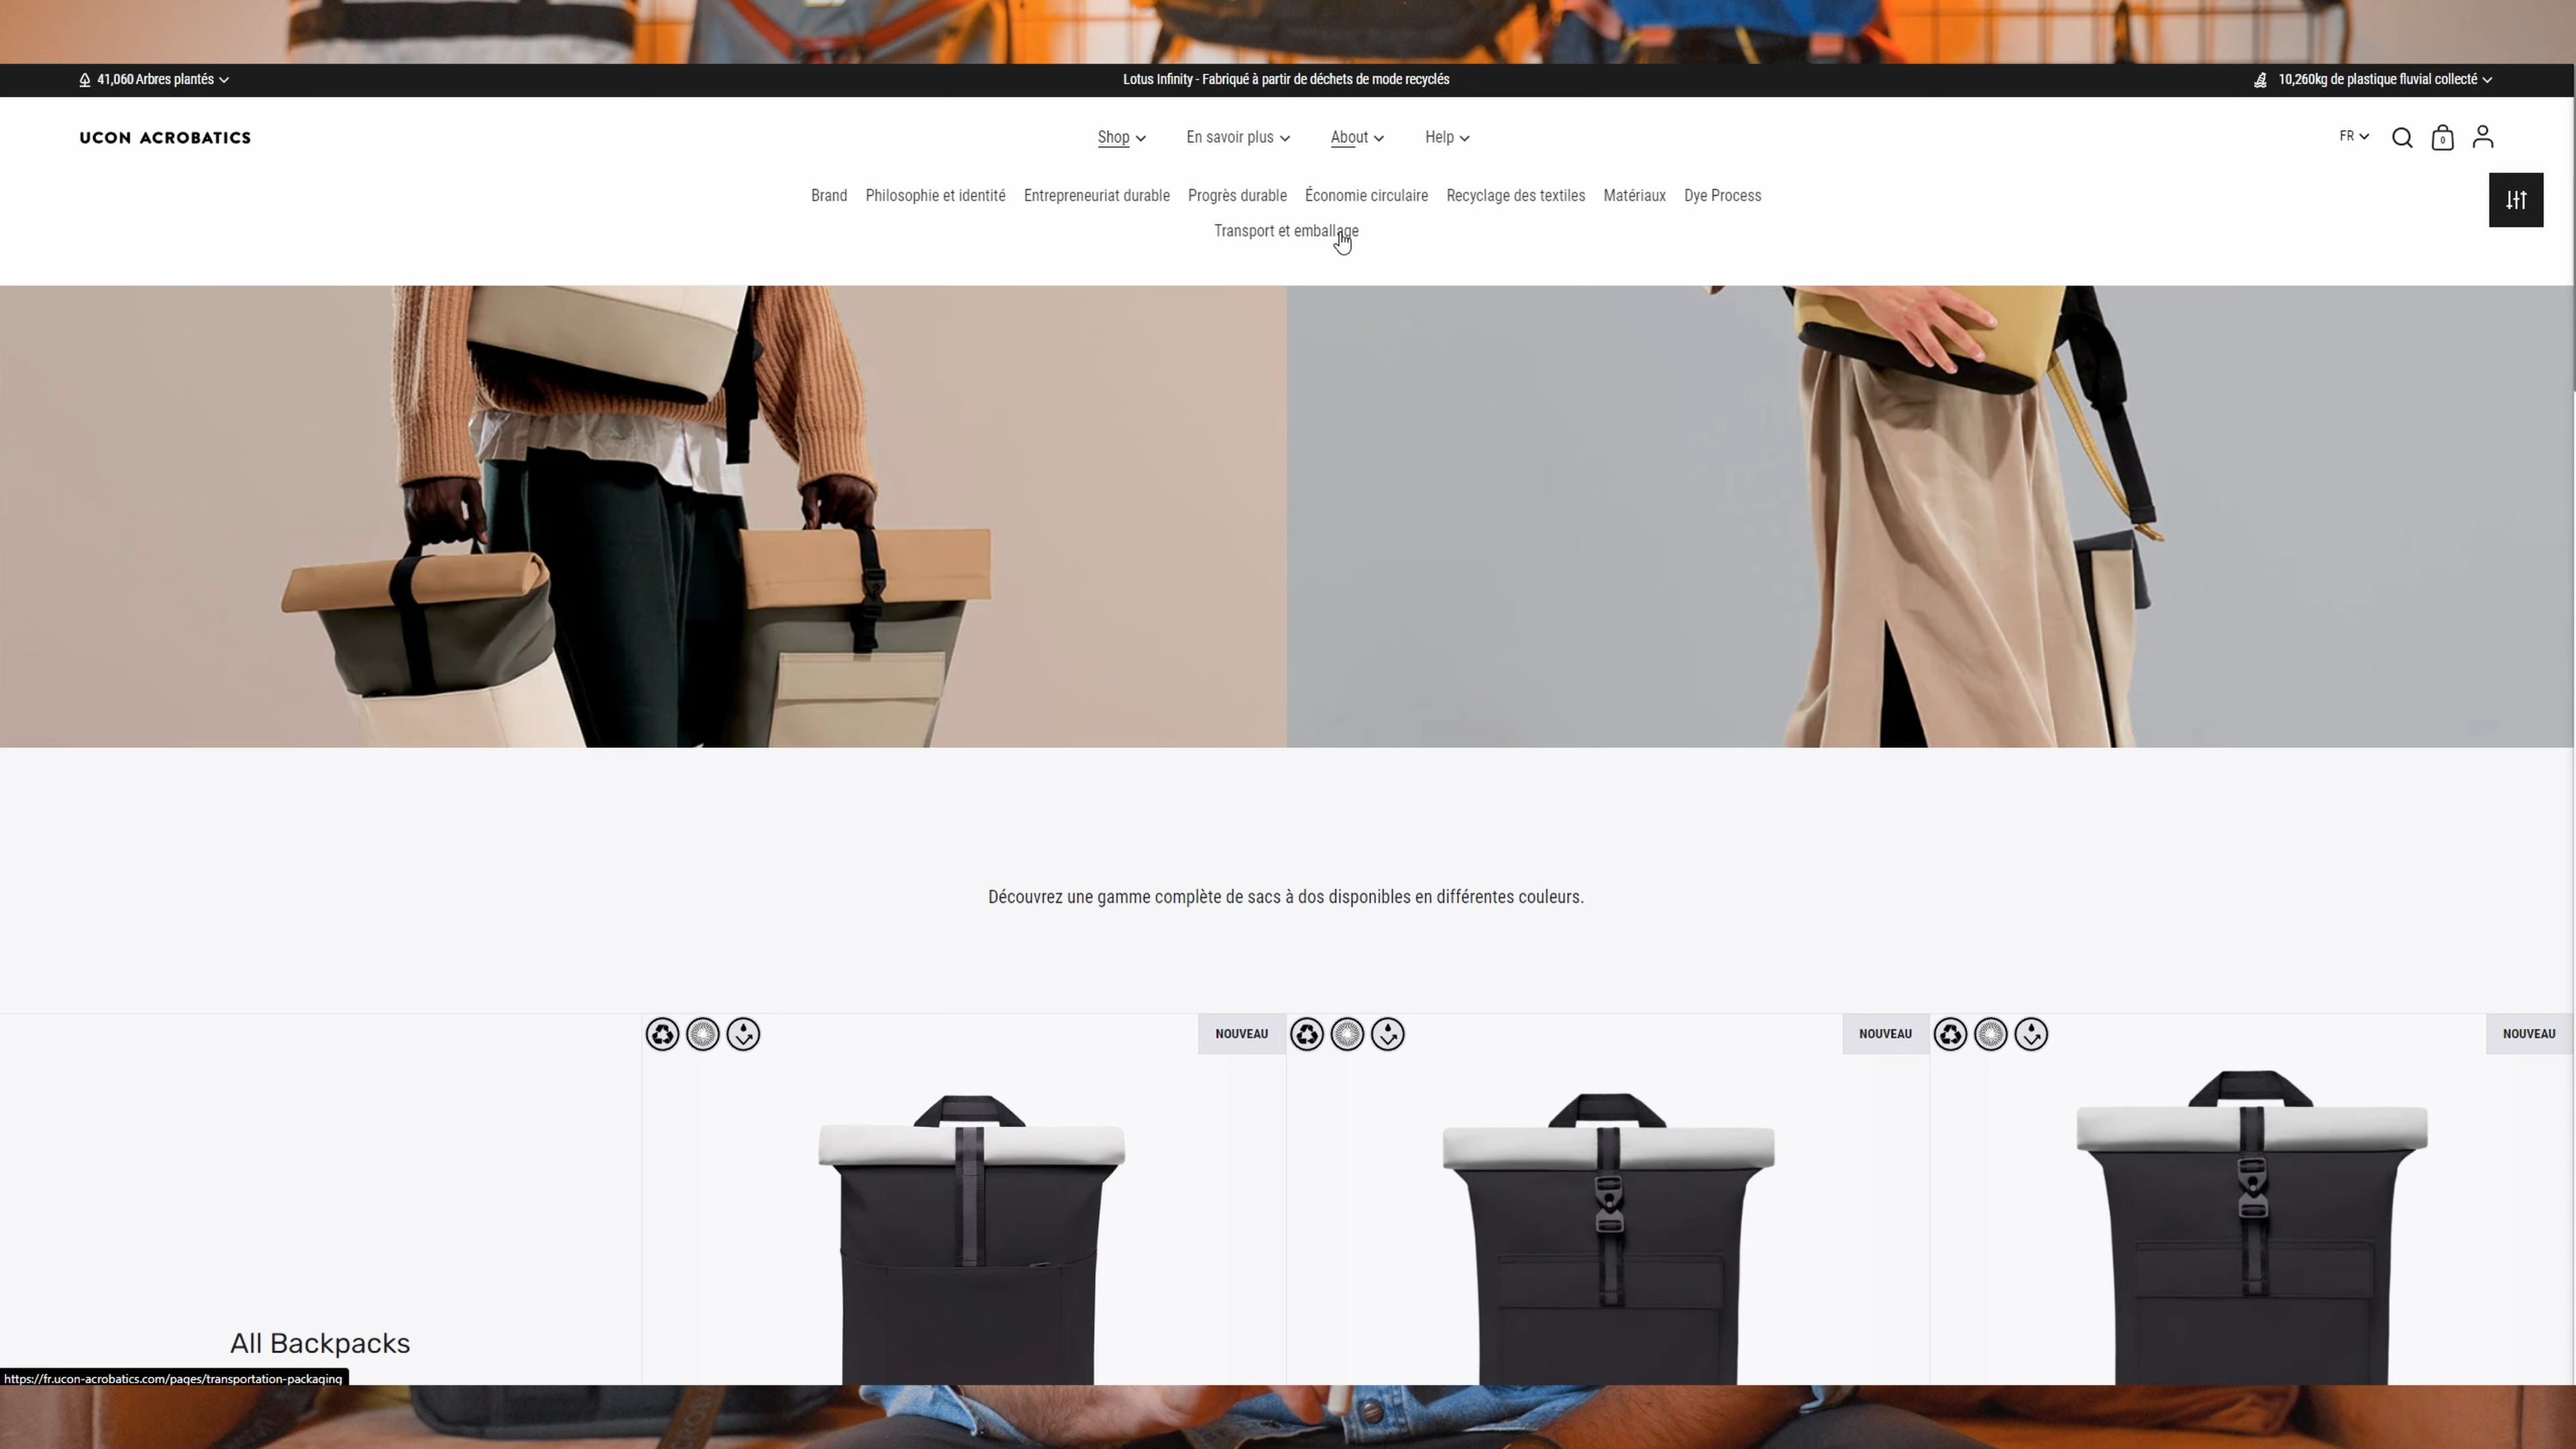 41,060 Arbres plantés
Lotus Infinity - Fabriqué à partir de déchets de mode recyclés
10,260kg de plastique fluvial collecté
UCON ACROBATICS
Shop
En savoir plus
About
Help
FR
0
Brand
Philosophie et identité
Entrepreneuriat durable
Progrès durable
Économie circulaire
Recyclage des textiles
Matériaux
Dye Process
Transport et emballage
Découvrez une gamme complète de sacs à dos disponibles en différentes couleurs.
NOUVEAU
NOUVEAU
NOUVEAU
All Backpacks
https://fr.ucon-acrobatics.com/pages/transportation-packaging